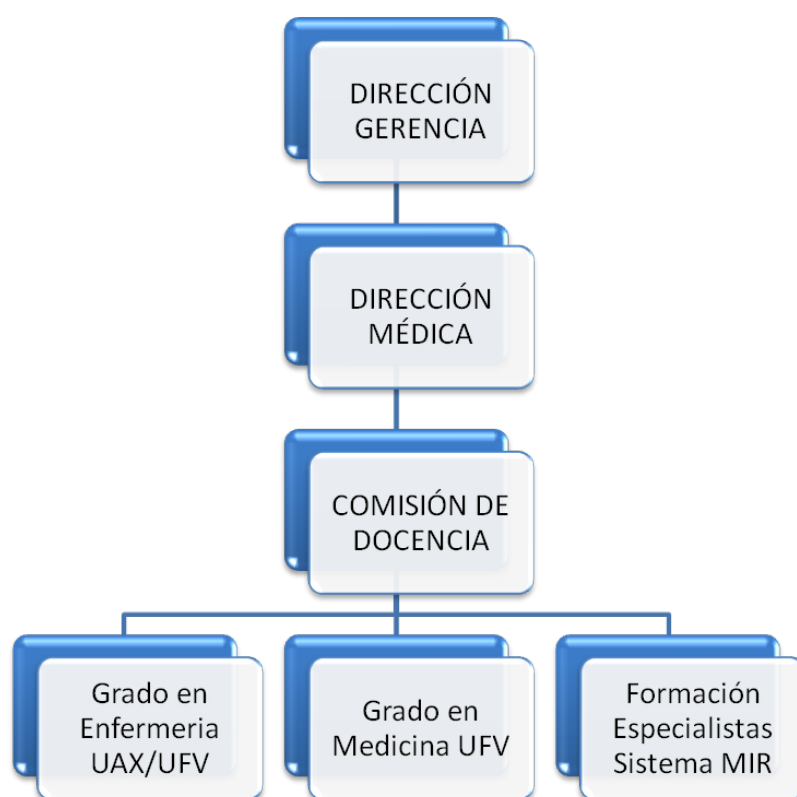 DIRECCIÓN
GERENCIA
DIRECCIÓN
MÉDICA
COMISIÓN DE
DOCENCIA
Grado en
Enfermeria
UAX/UFV
Grado en
Medicina UFV
Formación
Especialistas
Sistema MIR